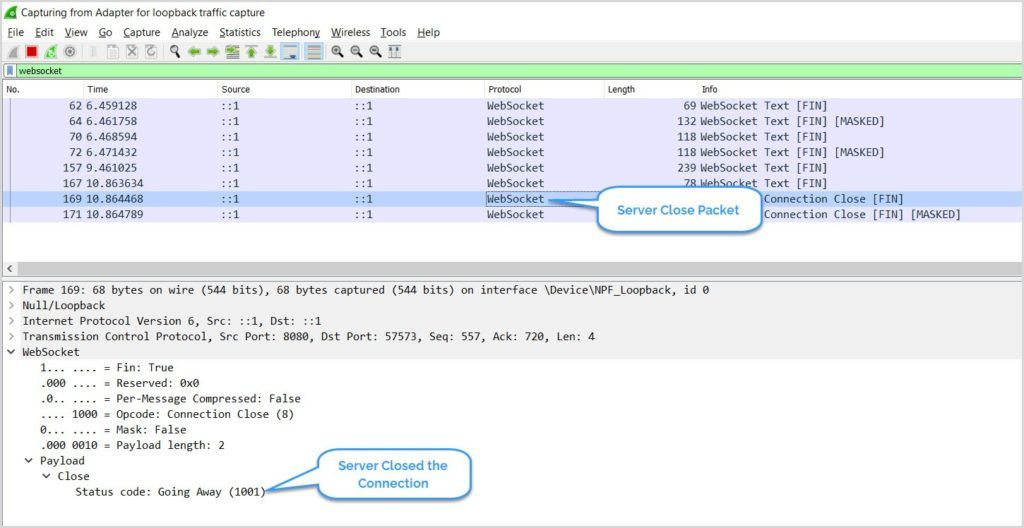 Capturing from Adapter for loopback traffic capture
File Edit View Go Capture Analyze Statistics Telephony Wireless Tools Help
websocket
No. Time Source Destination Protocol Length Info
62 6.459128 ::1 ::1 WebSocket 69 WebSocket Text [FIN]
64 6.461758 ::1 ::1 WebSocket 132 WebSocket Text [FIN] [MASKED]
70 6.468594 ::1 ::1 WebSocket 118 WebSocket Text [FIN]
72 6.471432 ::1 ::1 WebSocket 118 WebSocket Text [FIN] [MASKED]
157 9.461025 ::1 ::1 WebSocket 239 WebSocket Text [FIN]
167 10.863634 ::1 ::1 WebSocket 78 WebSocket Text [FIN]
169 10.864468 ::1 ::1 WebSocket Connection Close [FIN]
171 10.864789 ::1 ::1 WebSocket Connection Close [FIN] [MASKED]
Server Close Packet
Frame 169: 68 bytes on wire (544 bits), 68 bytes captured (544 bits) on interface \Device\NPF_Loopback, id 0
Null/Loopback
Internet Protocol Version 6, Src: ::1, Dst: ::1
Transmission Control Protocol, Src Port: 8080, Dst Port: 57573, Seq: 557, Ack: 720, Len: 4
WebSocket
1... .... = Fin: True
.000 .... = Reserved: 0x0
.0.. .... = Per-Message Compressed: False
.... 1000 = Opcode: Connection Close (8)
0... .... = Mask: False
.000 0010 = Payload length: 2
Payload
Close
Status code: Going Away (1001)
Server Closed the
Connection